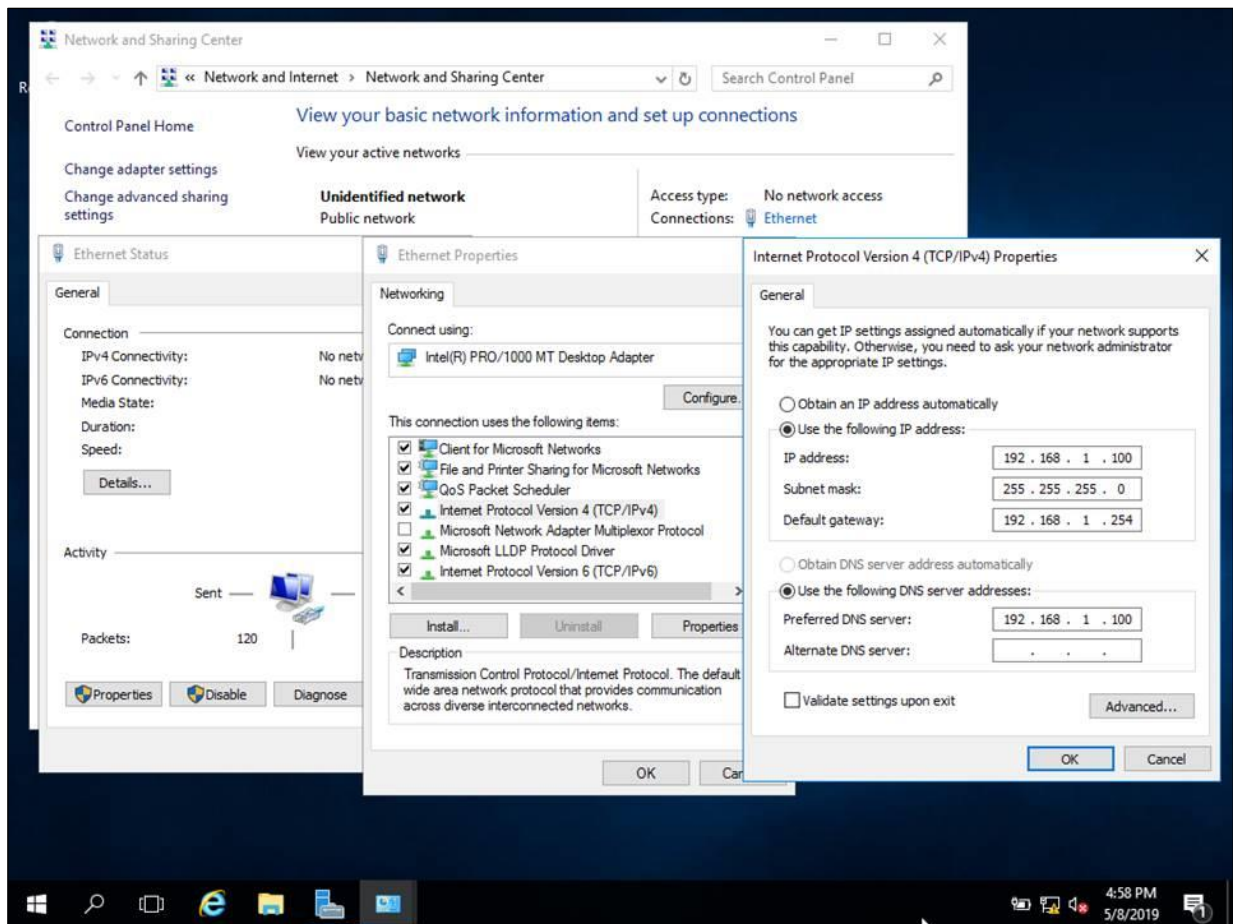 Network and Sharing Center
« Network and Internet > Network and Sharing Center
Search Control Panel
Control Panel Home
Change adapter settings
Change advanced sharing
settings
View your basic network information and set up connections
View your active networks
Unidentified network
Public network
Access type: No network access
Connections: Ethernet
Ethernet Status
General
Connection
IPv4 Connectivity: No netw
IPv6 Connectivity: No netw
Media State:
Duration:
Speed:
Details...
Activity
Sent
Packets: 120
Properties
Disable
Diagnose
Ethernet Properties
Networking
Connect using:
Intel(R) PRO/1000 MT Desktop Adapter
Configure.
This connection uses the following items:
Client for Microsoft Networks
File and Printer Sharing for Microsoft Networks
QoS Packet Scheduler
Internet Protocol Version 4 (TCP/IPv4)
Microsoft Network Adapter Multiplexor Protocol
Microsoft LLDP Protocol Driver
Internet Protocol Version 6 (TCP/IPv6)
Install...
Uninstall
Properties
Description
Transmission Control Protocol/Internet Protocol. The default
wide area network protocol that provides communication
across diverse interconnected networks.
OK
Internet Protocol Version 4 (TCP/IPv4) Properties
General
You can get IP settings assigned automatically if your network supports
this capability. Otherwise, you need to ask your network administrator
for the appropriate IP settings.
Obtain an IP address automatically
Use the following IP address:
IP address: 192 . 168 . 1 . 100
Subnet mask: 255 . 255 . 255 . 0
Default gateway: 192 . 168 . 1 . 254
Obtain DNS server address automatically
Use the following DNS server addresses:
Preferred DNS server: 192 . 168 . 1 . 100
Alternate DNS server: . . .
Validate settings upon exit
Advanced...
OK
Cancel
4:58 PM
5/8/2019
1